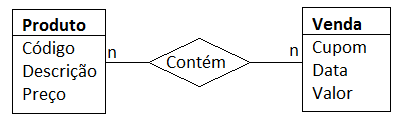 Produto
Código
Descrição
Preço
n
Contém
n
Venda
Cupom
Data
Valor